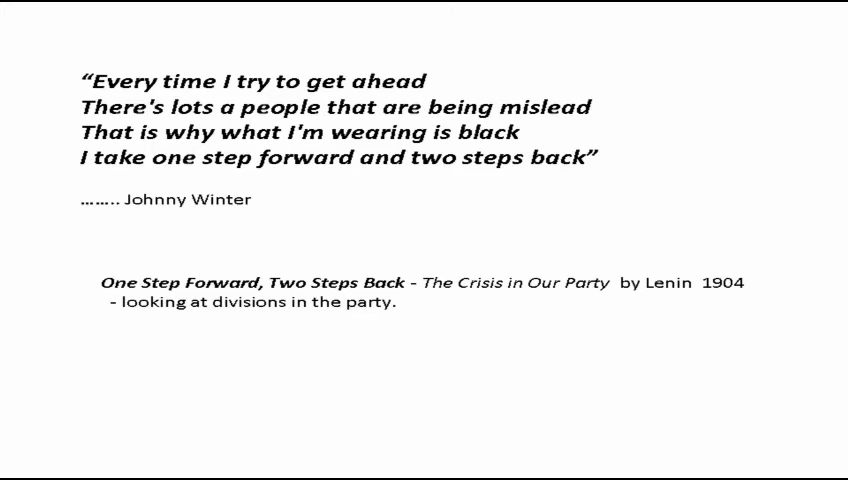 “Every time I try to get ahead
There's lots a people that are being mislead
That is why what I'm wearing is black
I take one step forward and two steps back”
…….. Johnny Winter
One Step Forward, Two Steps Back - The Crisis in Our Party by Lenin 1904
- looking at divisions in the party.